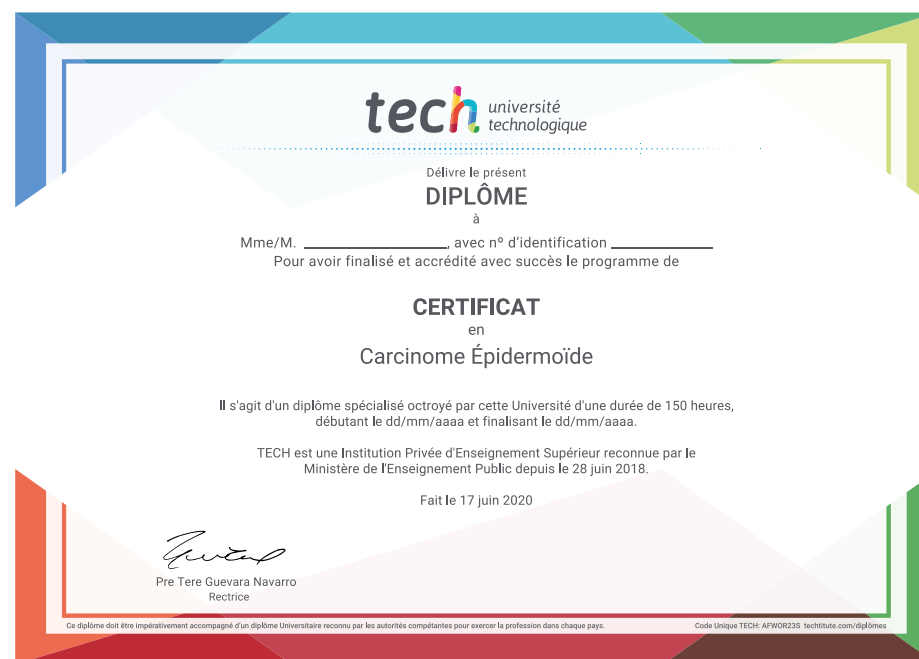 tech université
technologique
Délivre le présent
DIPLÔME
à
Mme/M. ____________________, avec nº d'identification ______________
Pour avoir finalisé et accrédité avec succès le programme de
CERTIFICAT
en
Carcinome Épidermoïde
Il s'agit d'un diplôme spécialisé octroyé par cette Université d'une durée de 150 heures,
débutant le dd/mm/aaaa et finalisant le dd/mm/aaaa.
TECH est une Institution Privée d'Enseignement Supérieur reconnue par le
Ministère de l'Enseignement Public depuis le 28 juin 2018.
Fait le 17 juin 2020
Pre Tere Guevara Navarro
Rectrice
Ce diplôme doit être impérativement accompagné d'un diplôme Universitaire reconnu par les autorités compétantes pour exercer la profession dans chaque pays. Code Unique TECH: AFWOR23S techtitute.com/diplômes